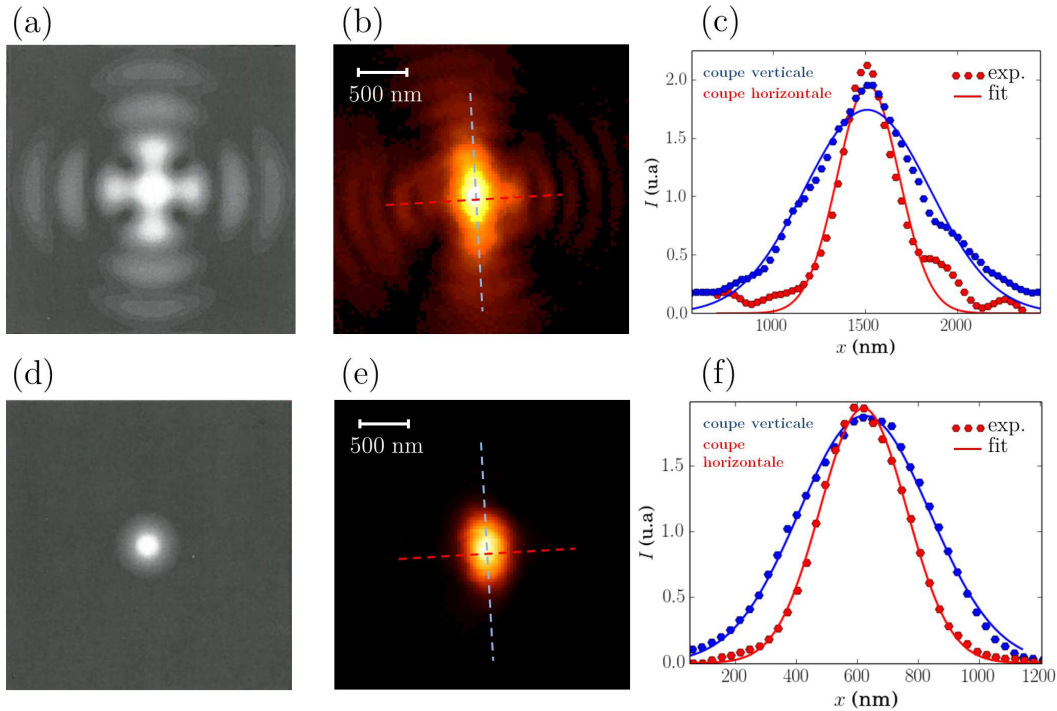 (a)
(b)
500 nm
(c)
coupe verticale
coupe horizontale
exp.
fit
2.0
1.5
1.0
0.5
0.0
I (u.a)
1000 1500 2000
x (nm)
(d)
(e)
500 nm
(f)
coupe verticale
coupe
horizontale
exp.
fit
1.5
1.0
0.5
0.0
I (u.a)
200 400 600 800 1000 1200
x (nm)